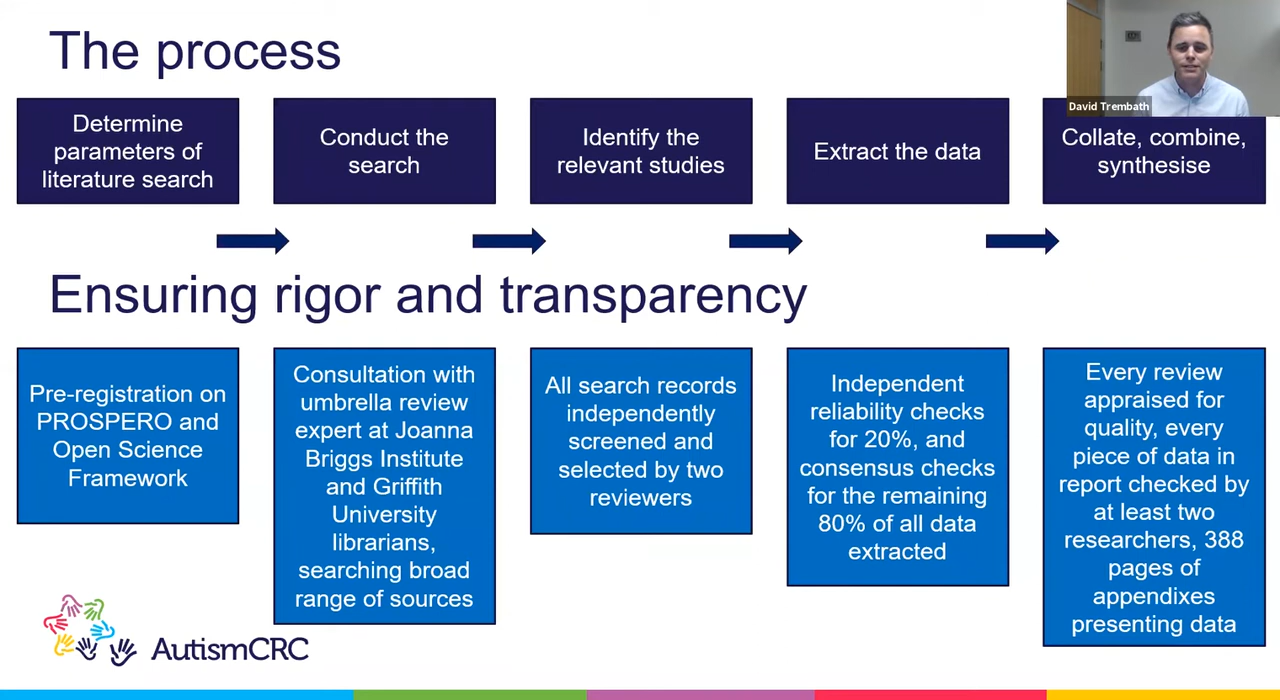 The process
David Trembath
Determine
parameters of
literature search
Conduct the
search
Identify the
relevant studies
Extract the data
Collate, combine,
synthesise
Ensuring rigor and transparency
Pre-registration on
PROSPERO and
Open Science
Framework
Consultation with
umbrella review
expert at Joanna
Briggs Institute
and Griffith
University
librarians,
searching broad
range of sources
All search records
independently
screened and
selected by two
reviewers
Independent
reliability checks
for 20%, and
consensus checks
for the remaining
80% of all data
extracted
Every review
appraised for
quality, every
piece of data in
report checked by
at least two
researchers, 388
pages of
appendixes
presenting data
AutismCRC